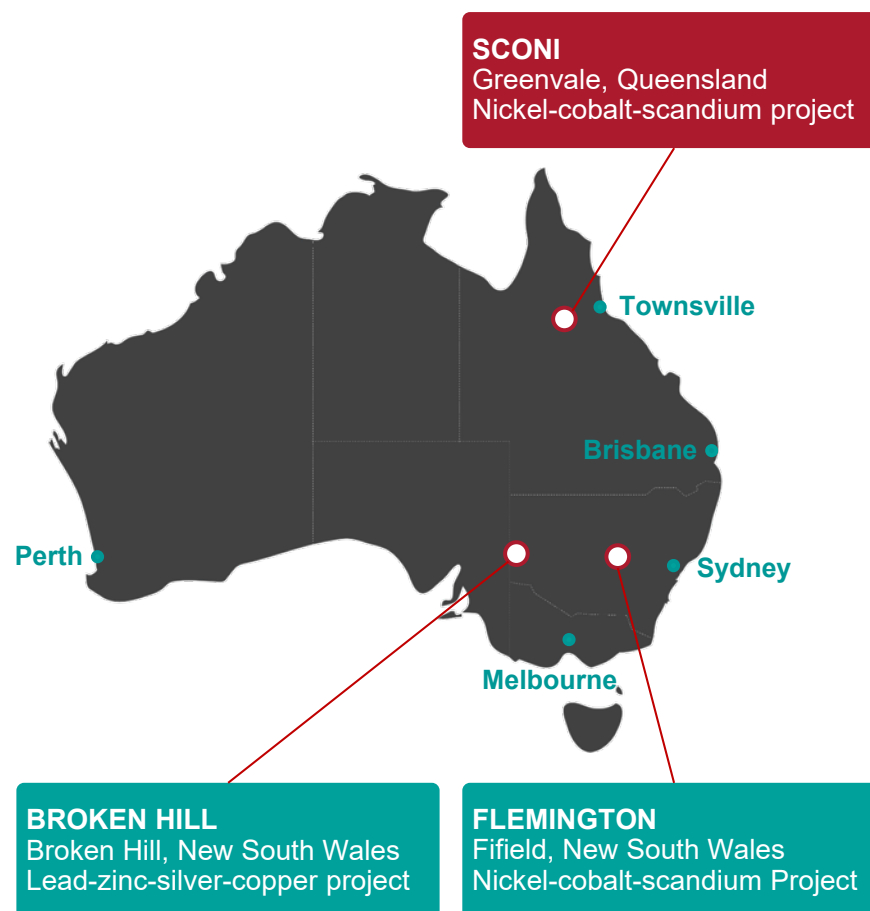 SCONI
Greenvale, Queensland
Nickel-cobalt-scandium project
Townsville
Brisbane
Perth
Sydney
Melbourne
BROKEN HILL
Broken Hill, New South Wales
Lead-zinc-silver-copper project
FLEMINGTON
Fifield, New South Wales
Nickel-cobalt-scandium Project